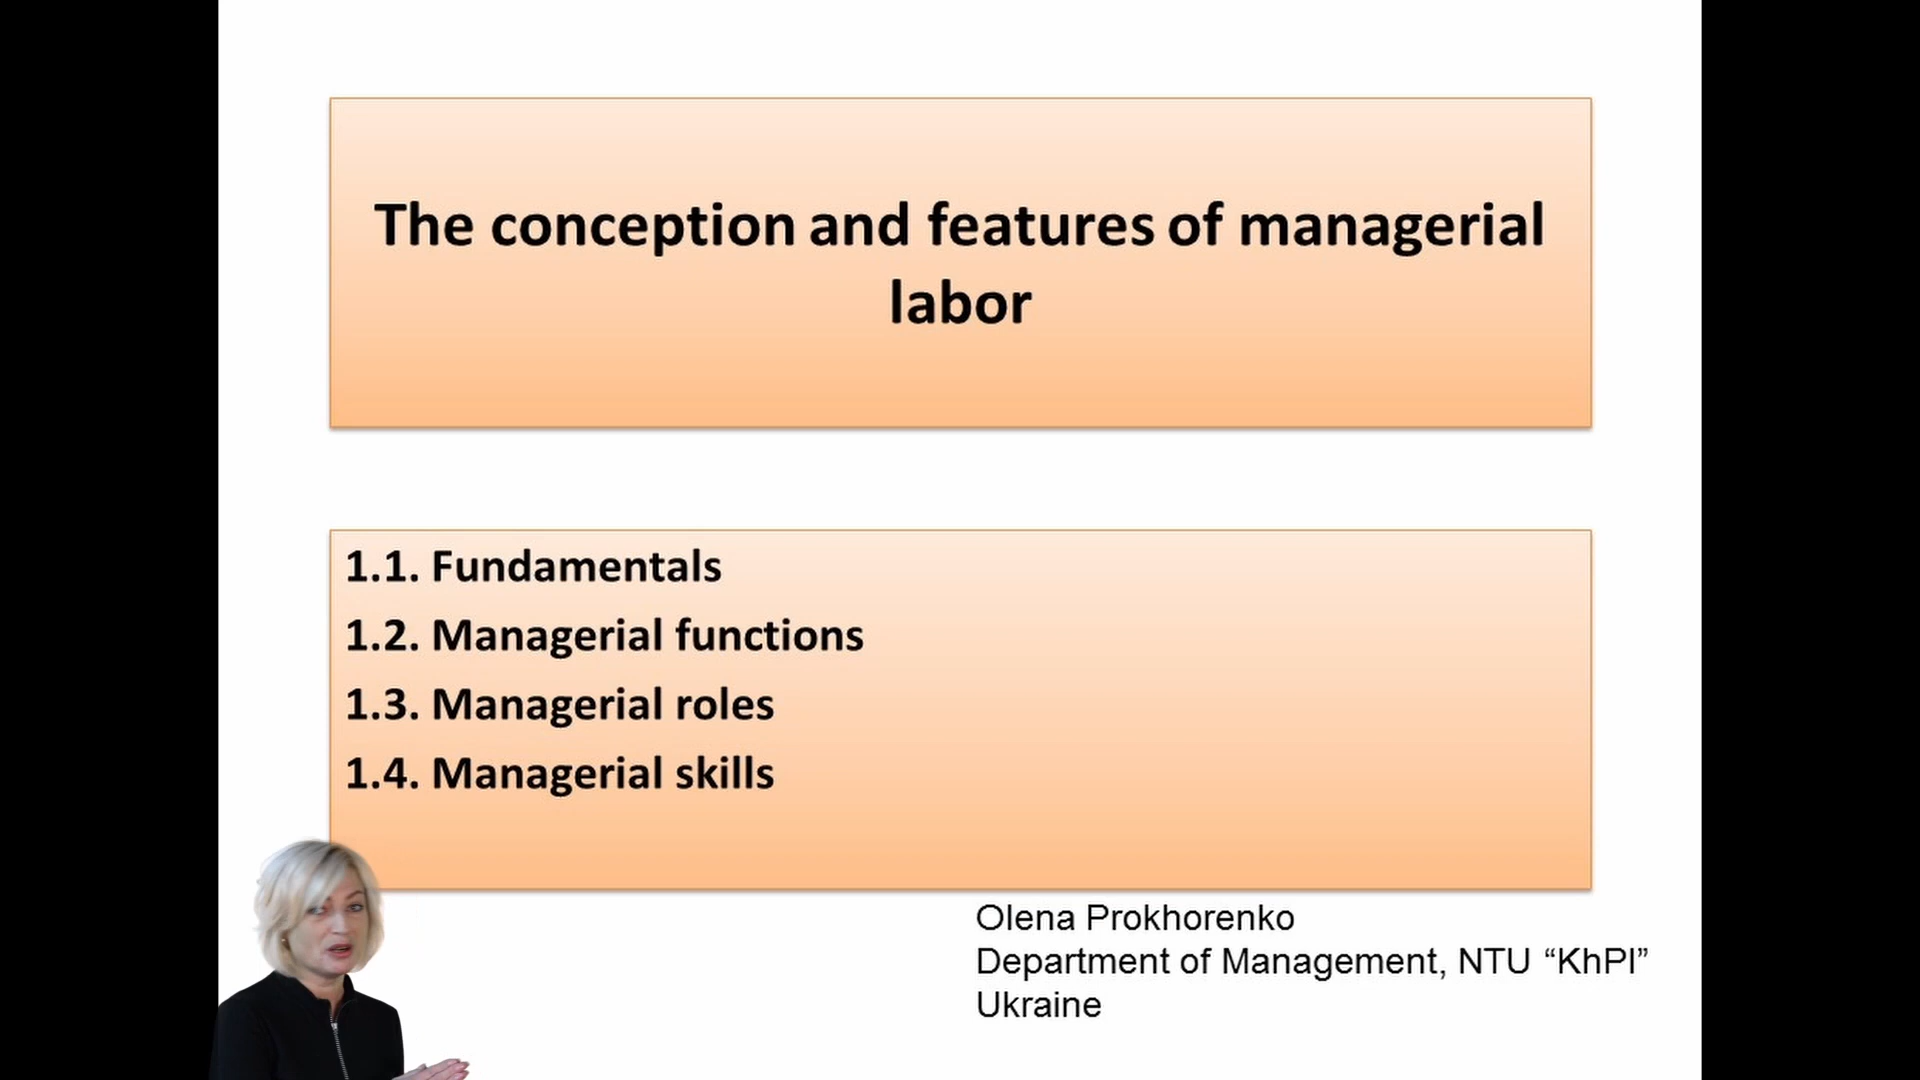 The conception and features of managerial
labor
1.1. Fundamentals
1.2. Managerial functions
1.3. Managerial roles
1.4. Managerial skills
Olena Prokhorenko
Department of Management, NTU “KhPI”
Ukraine